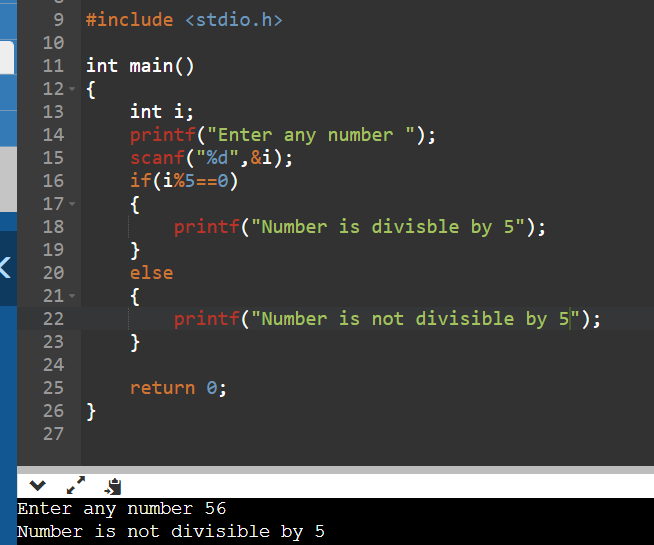 9 #include <stdio.h>
10
11 int main()
12 {
13 int i;
14 printf("Enter any number ");
15 scanf("%d",&i);
16 if(i%5==0)
17 {
18 printf("Number is divisble by 5");
19 }
20 else
21 {
22 printf("Number is not divisible by 5");
23 }
24
25 return 0;
26 }
27
Enter any number 56
Number is not divisible by 5